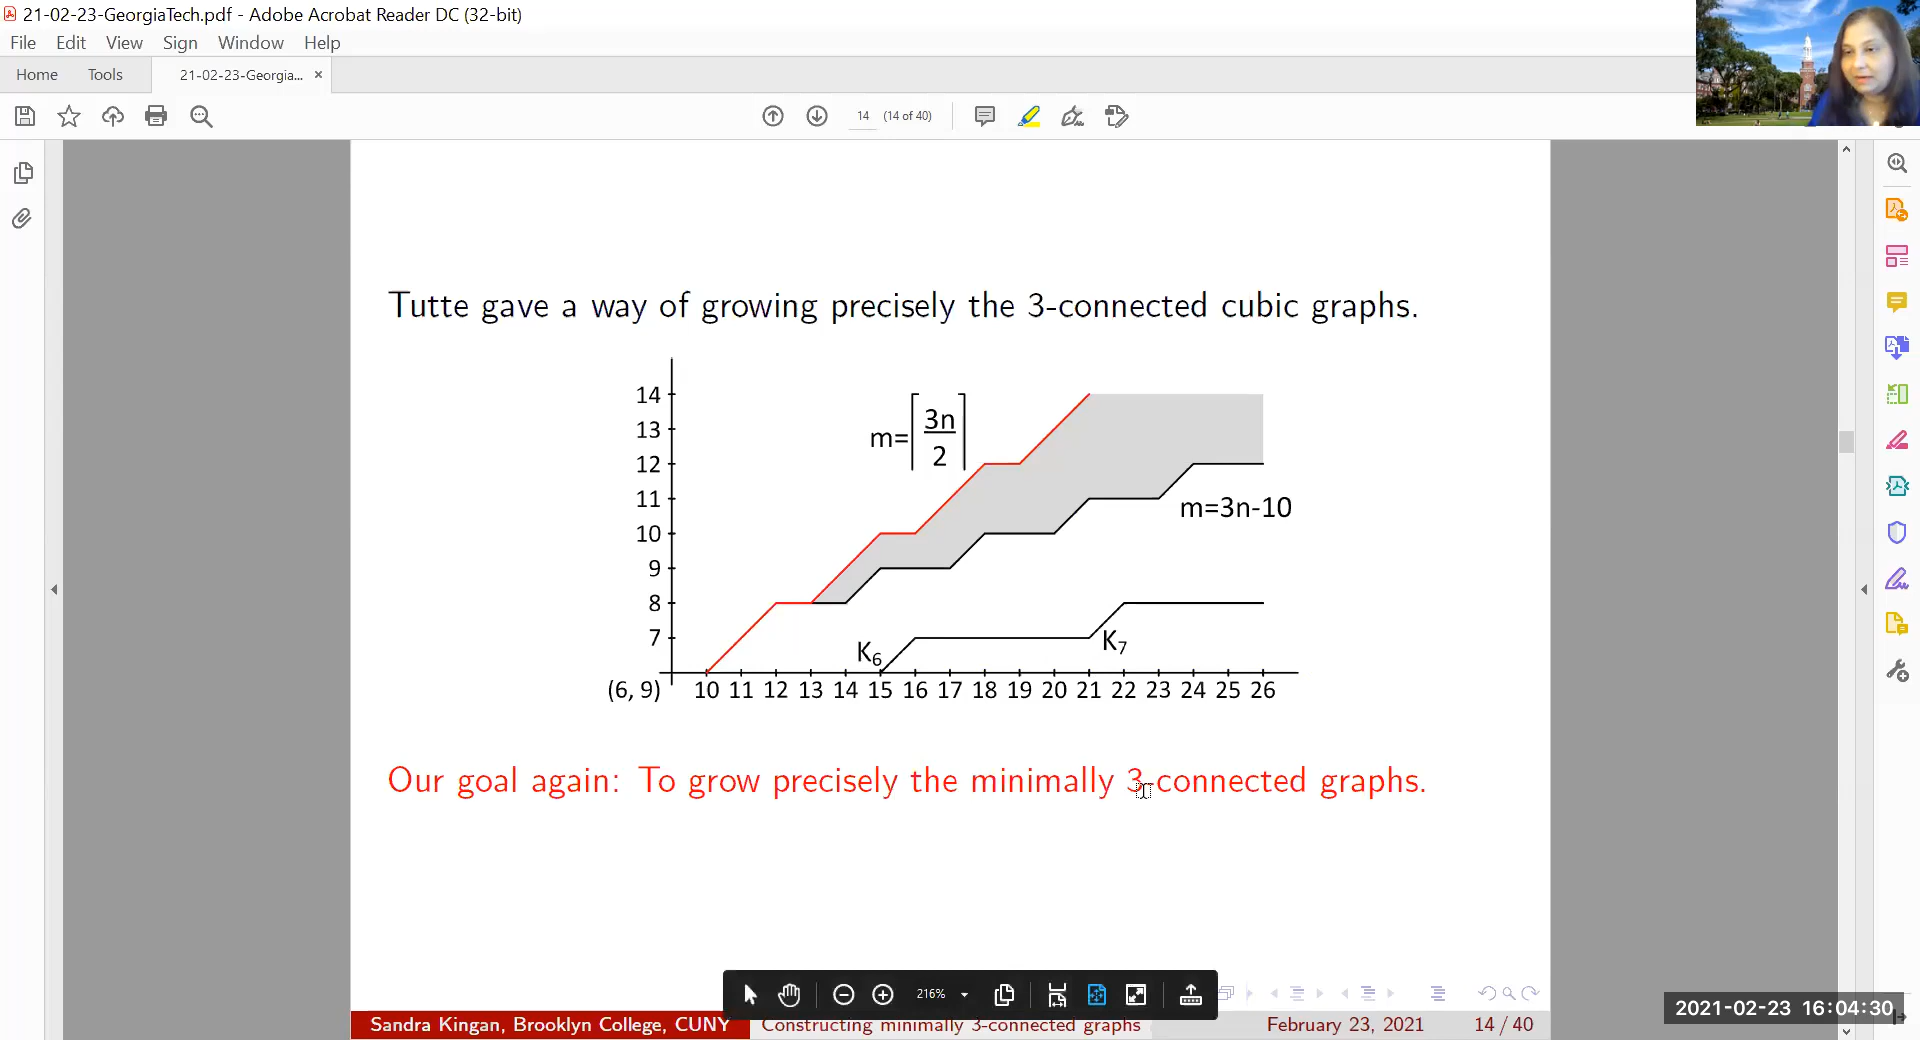 21-02-23-GeorgiaTech.pdf - Adobe Acrobat Reader DC (32-bit)
File Edit View Sign Window Help
Home Tools 21-02-23-Georgia... ×
14 (14 of 40)
Tutte gave a way of growing precisely the 3-connected cubic graphs.
14
13
12
11
10
9
8
7
m=⌈3n/2⌉
m=3n-10
K₆
K₇
(6, 9) 10 11 12 13 14 15 16 17 18 19 20 21 22 23 24 25 26
Our goal again: To grow precisely the minimally 3-connected graphs.
216%
Sandra Kingan, Brooklyn College, CUNY Constructing minimally 3-connected graphs February 23, 2021 14 / 40
2021-02-23 16:04:30